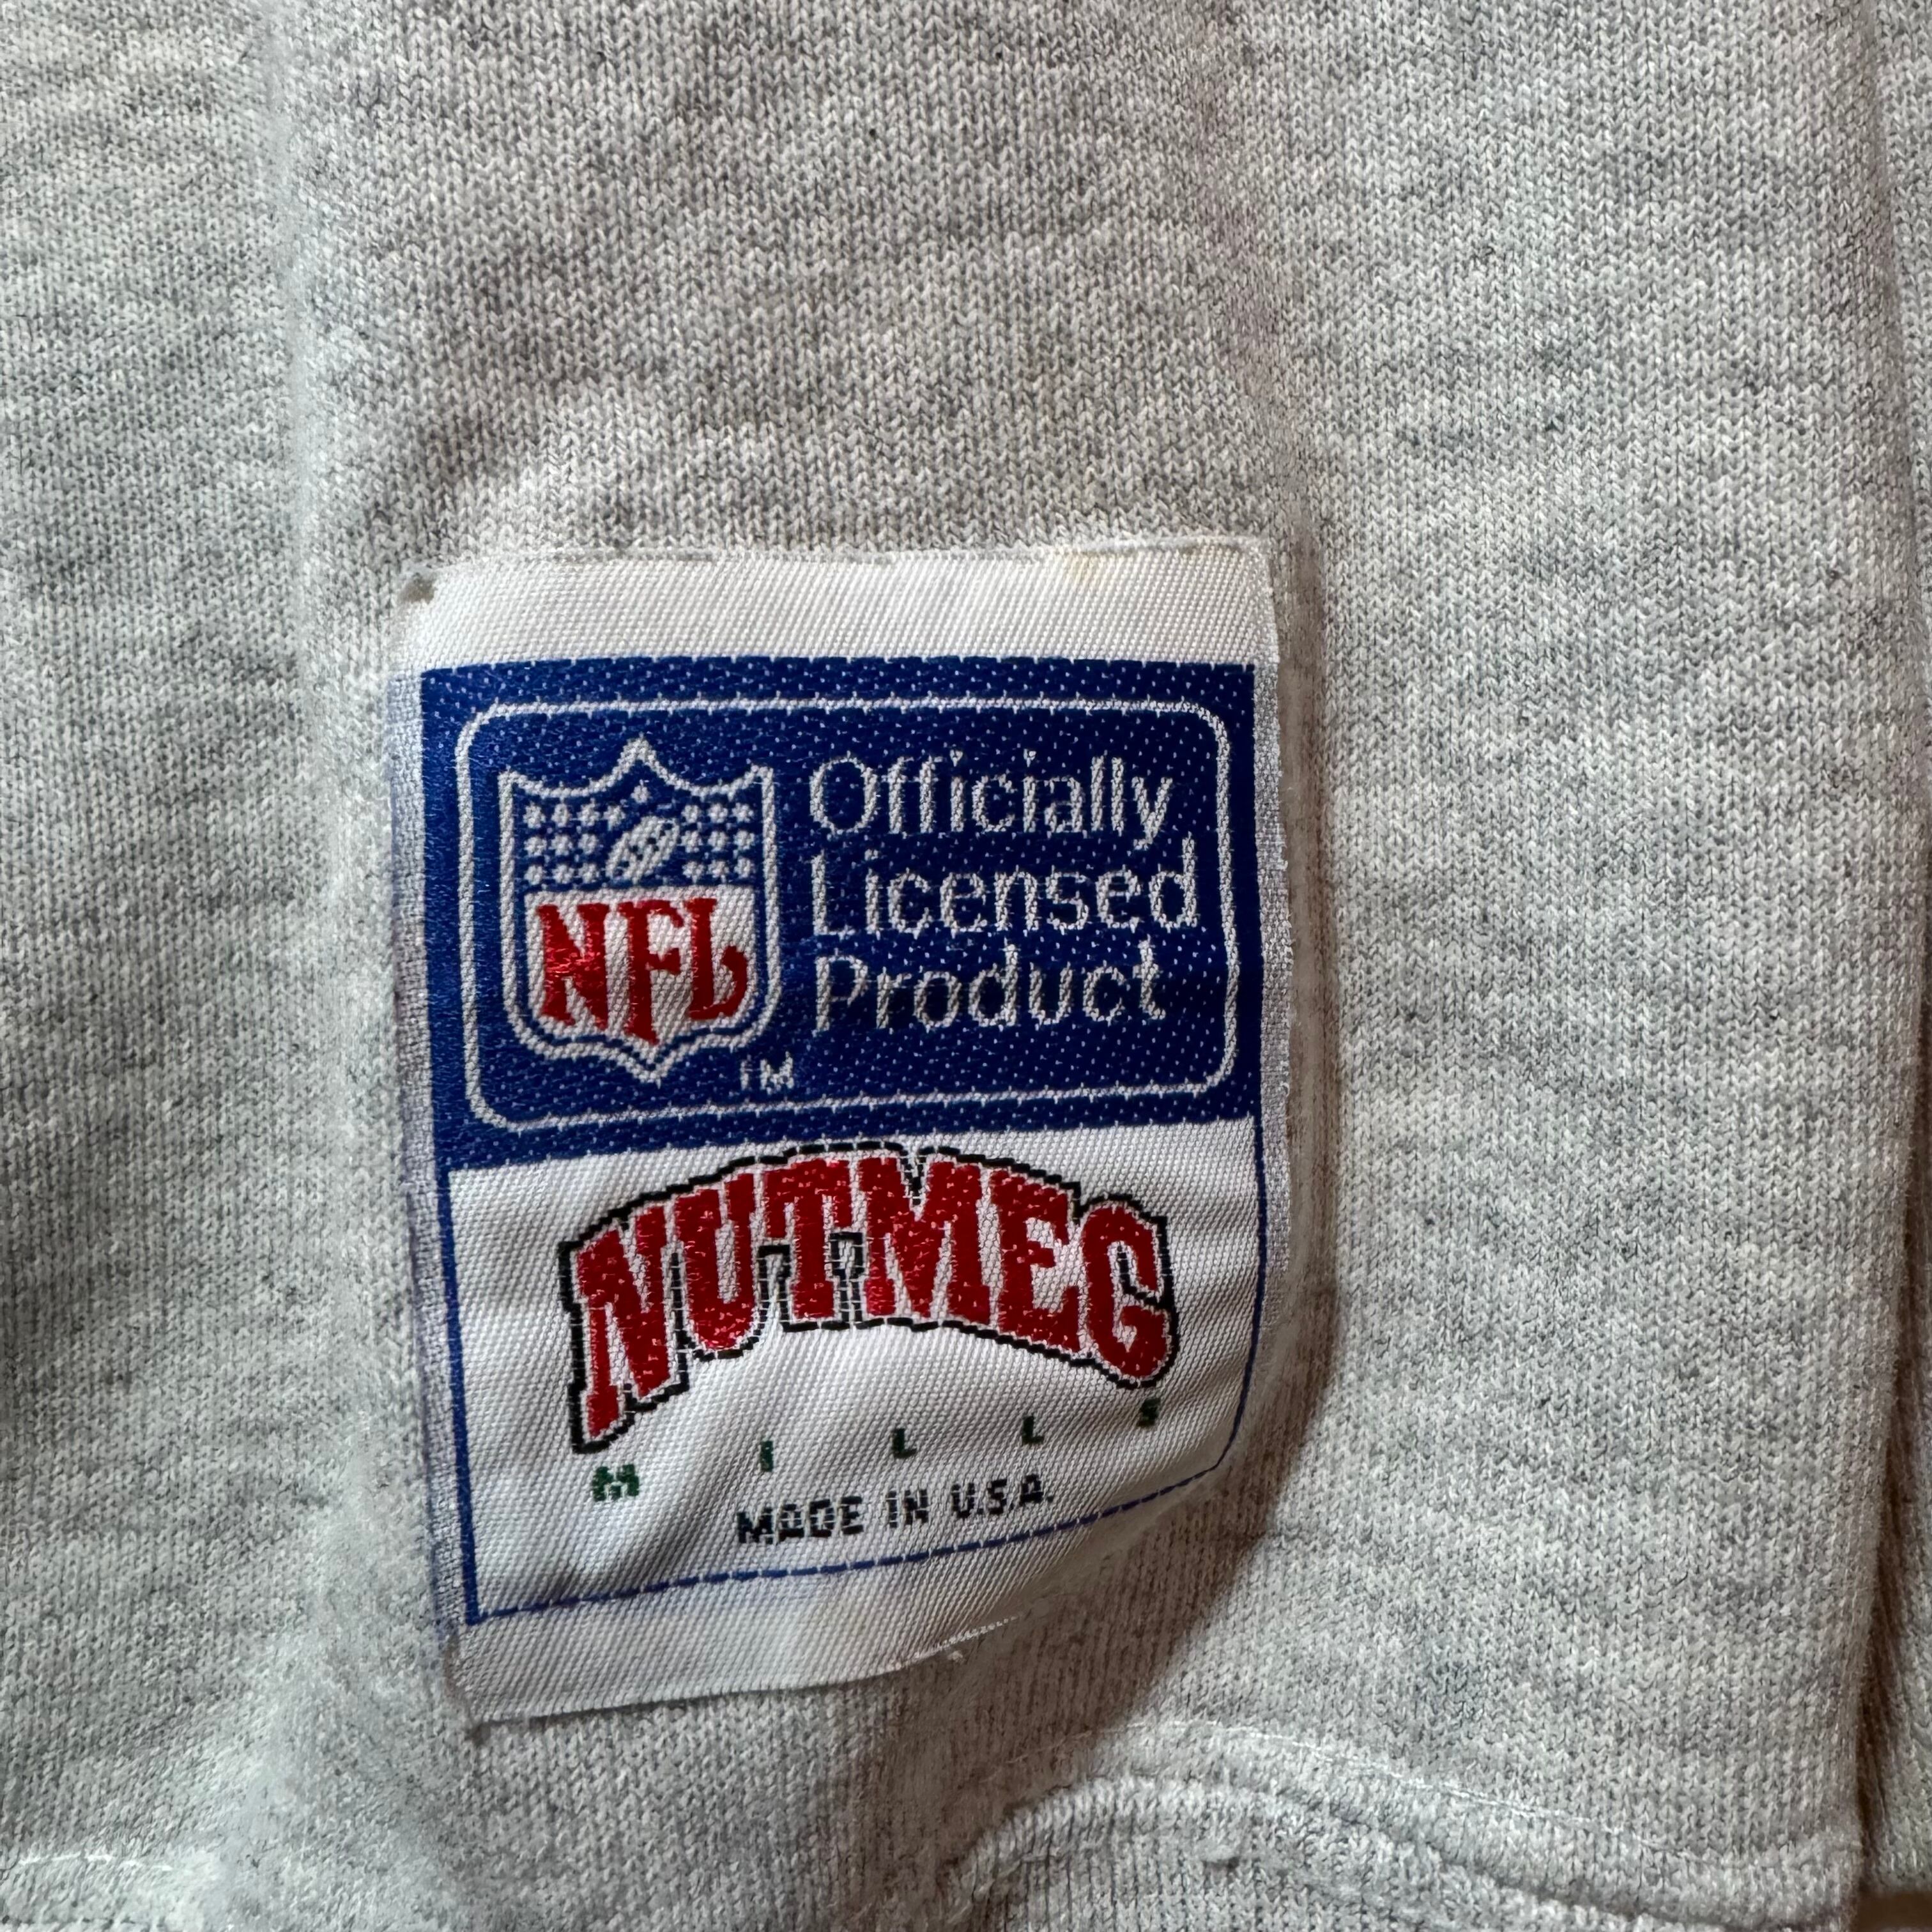 NFL
Officially
Licensed
Product
TM
NUTMEG
MILLS
MADE IN U.S.A.